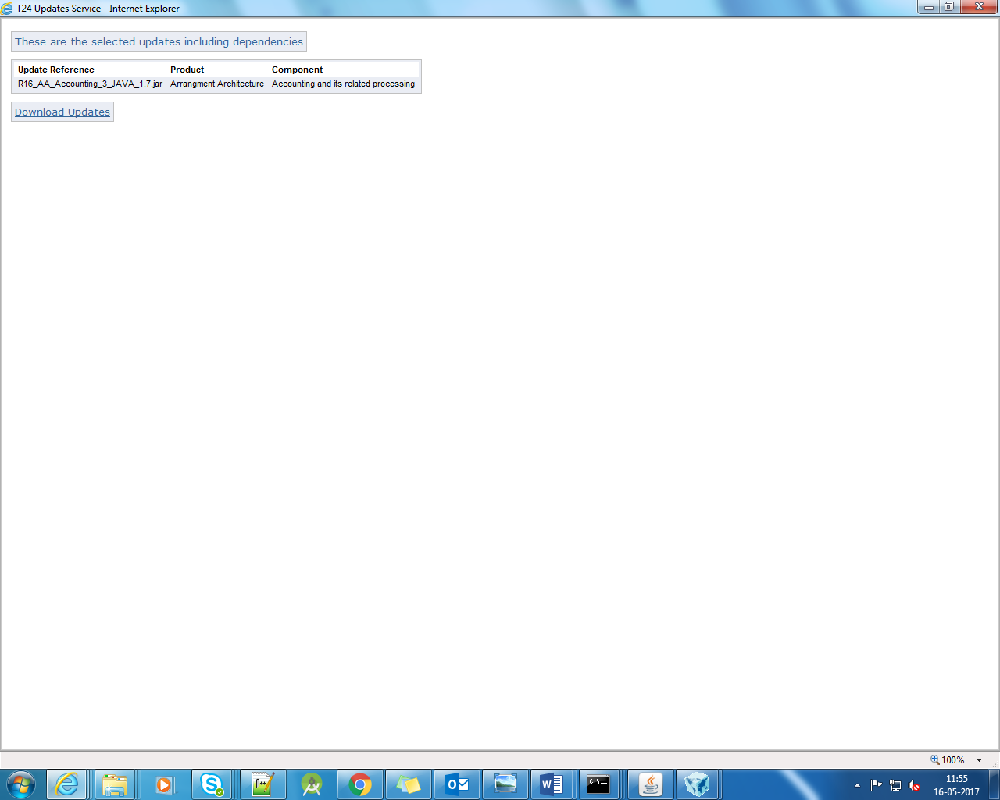 T24 Updates Service - Internet Explorer
These are the selected updates including dependencies
Update Reference Product Component
R16_AA_Accounting_3_JAVA_1.7.jar Arrangment Architecture Accounting and its related processing
Download Updates
100%
11:55
16-05-2017